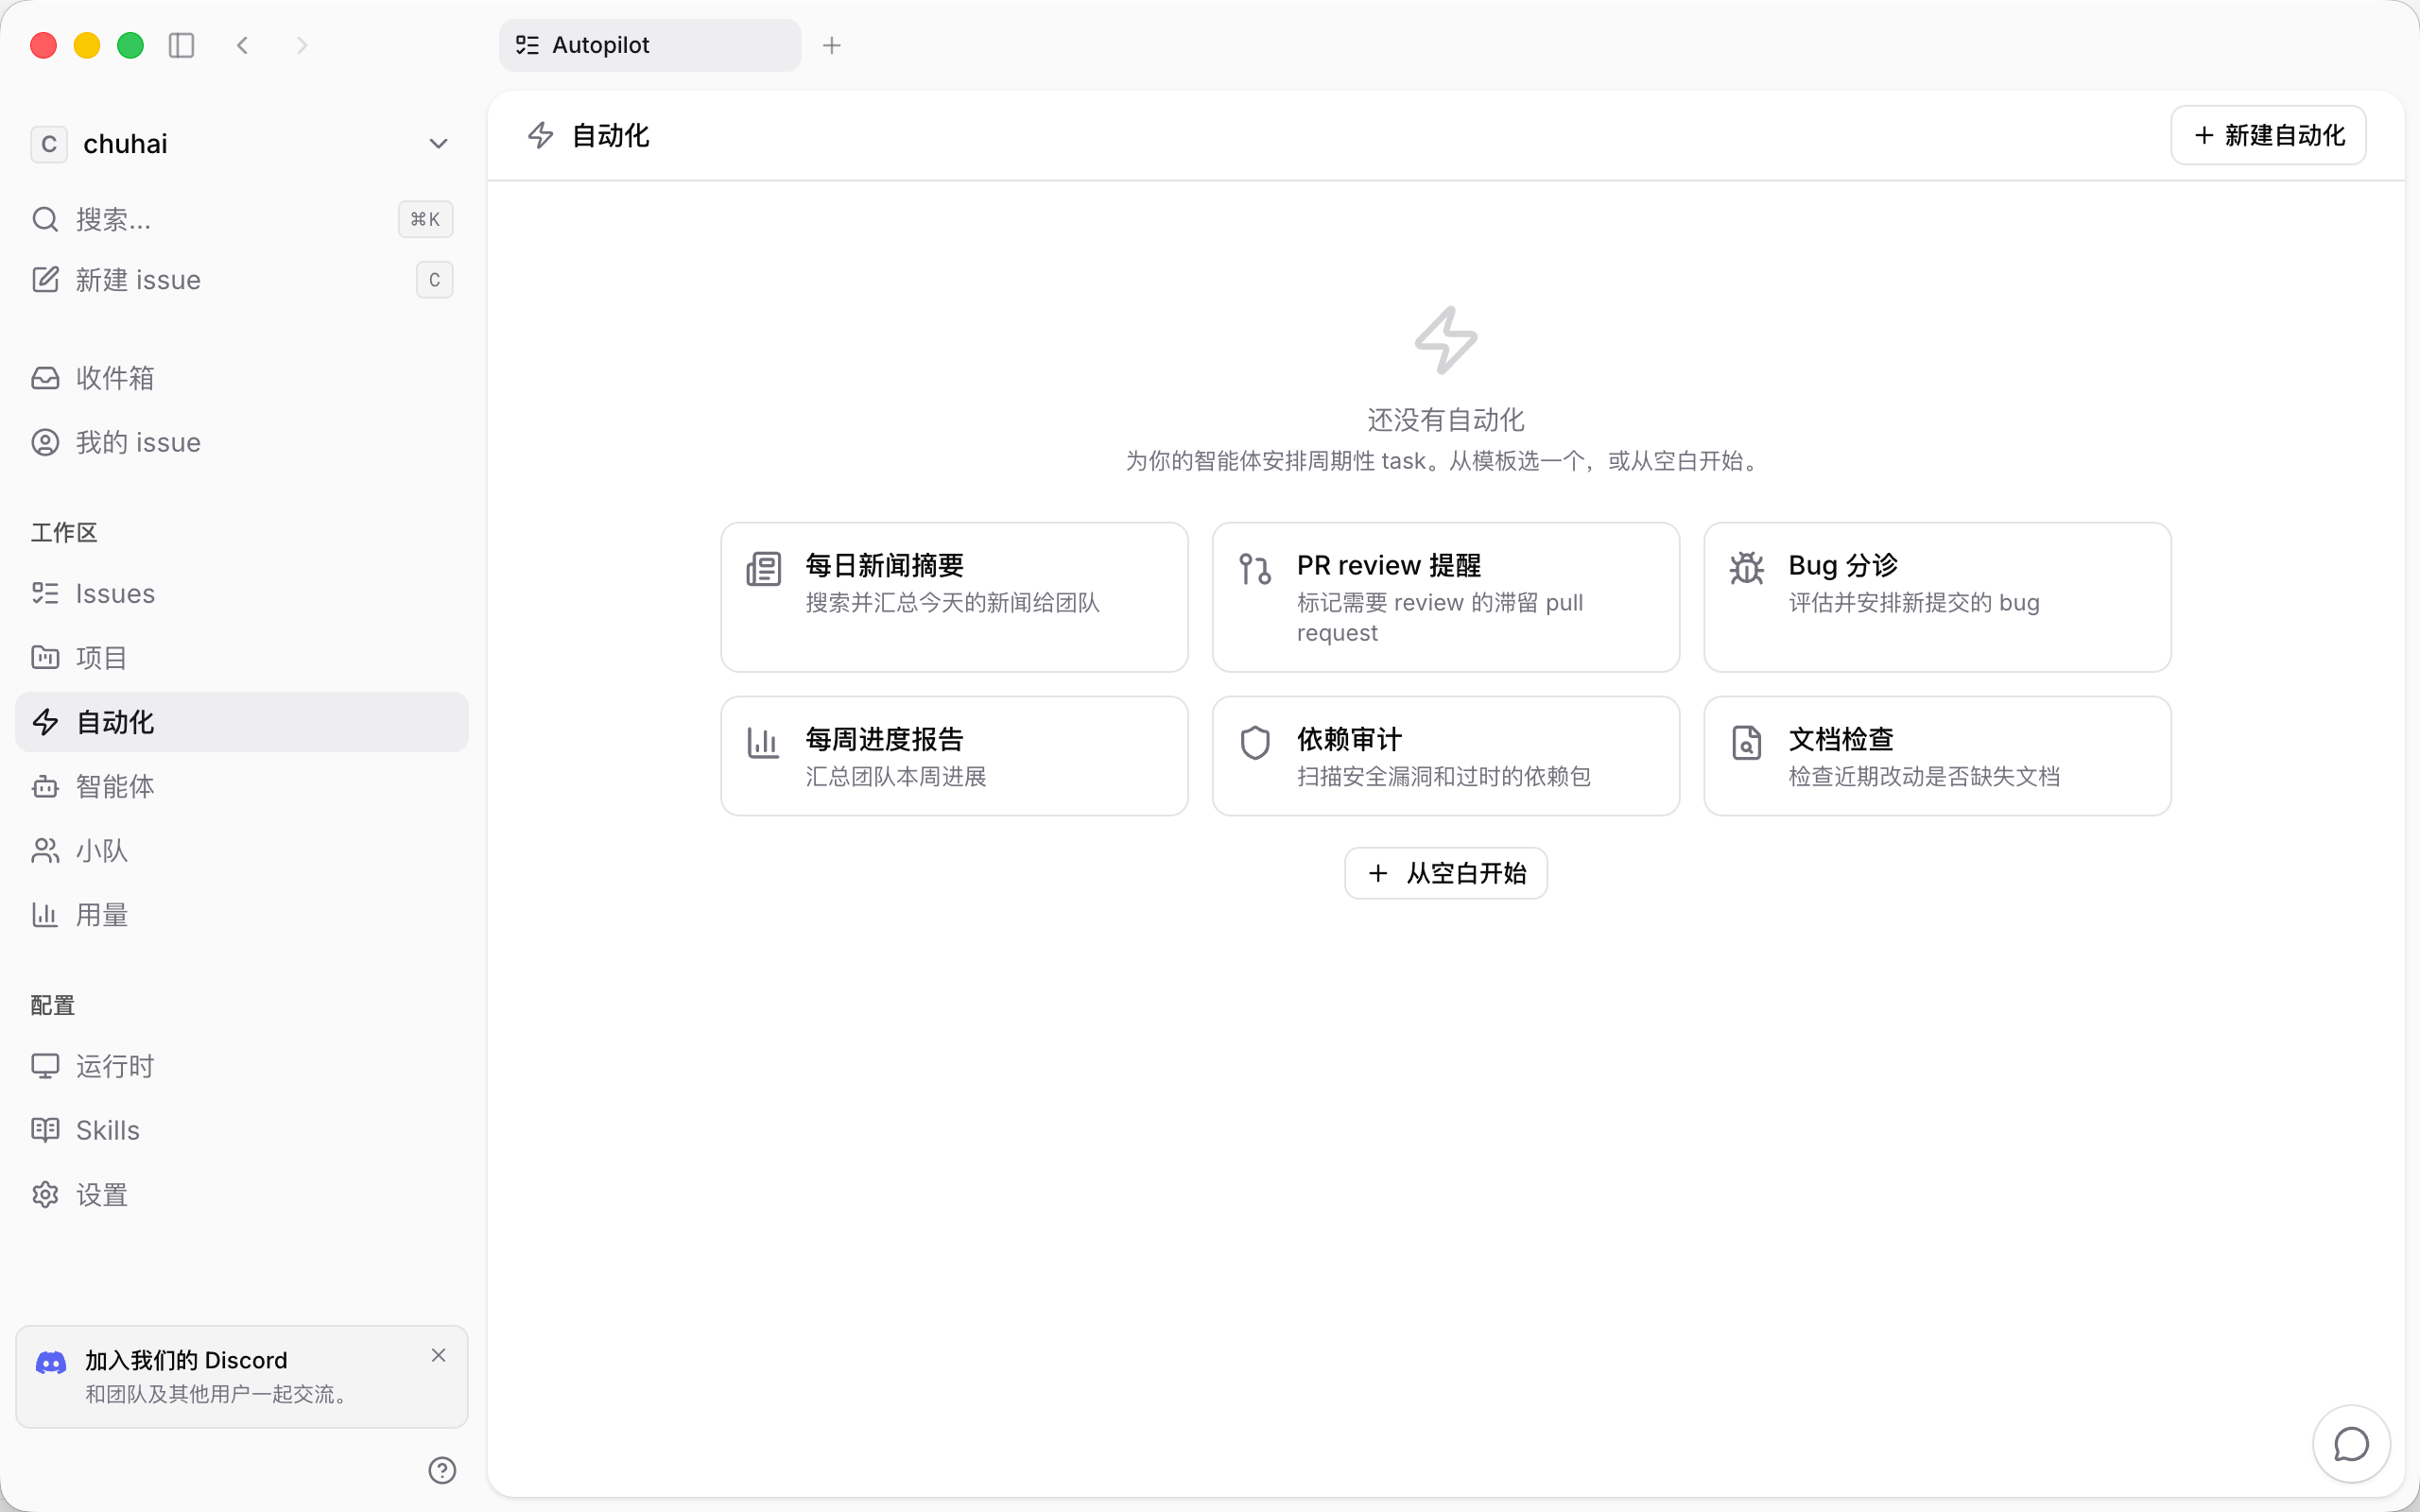 Autopilot
C chuhai
搜索... ⌘K
新建 issue C
收件箱
我的 issue
工作区
Issues
项目
自动化
智能体
小队
用量
配置
运行时
Skills
设置
加入我们的 Discord
和团队及其他用户一起交流。
自动化
新建自动化
还没有自动化
为你的智能体安排周期性 task。从模板选一个，或从空白开始。
每日新闻摘要
搜索并汇总今天的新闻给团队
PR review 提醒
标记需要 review 的滞留 pull
request
Bug 分诊
评估并安排新提交的 bug
每周进度报告
汇总团队本周进展
依赖审计
扫描安全漏洞和过时的依赖包
文档检查
检查近期改动是否缺失文档
从空白开始